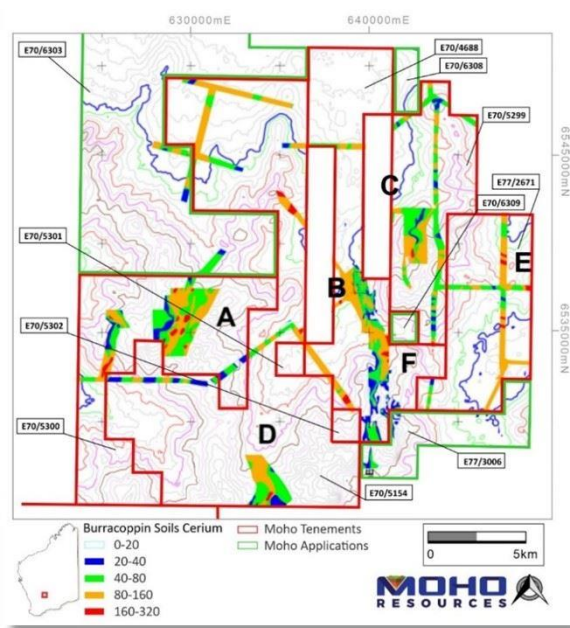 630000mE
640000mE
E70/6303
E70/4688
E70/6308
E70/5299
6545000mN
E77/2671
C
E70/6309
E70/5301
E
B
A
E70/5302
6535000mN
F
D
E70/5300
E77/3006
E70/5154
Burracoppin Soils Cerium
0-20
20-40
40-80
80-160
160-320
Moho Tenements
Moho Applications
0 5km
MOHO
RESOURCES